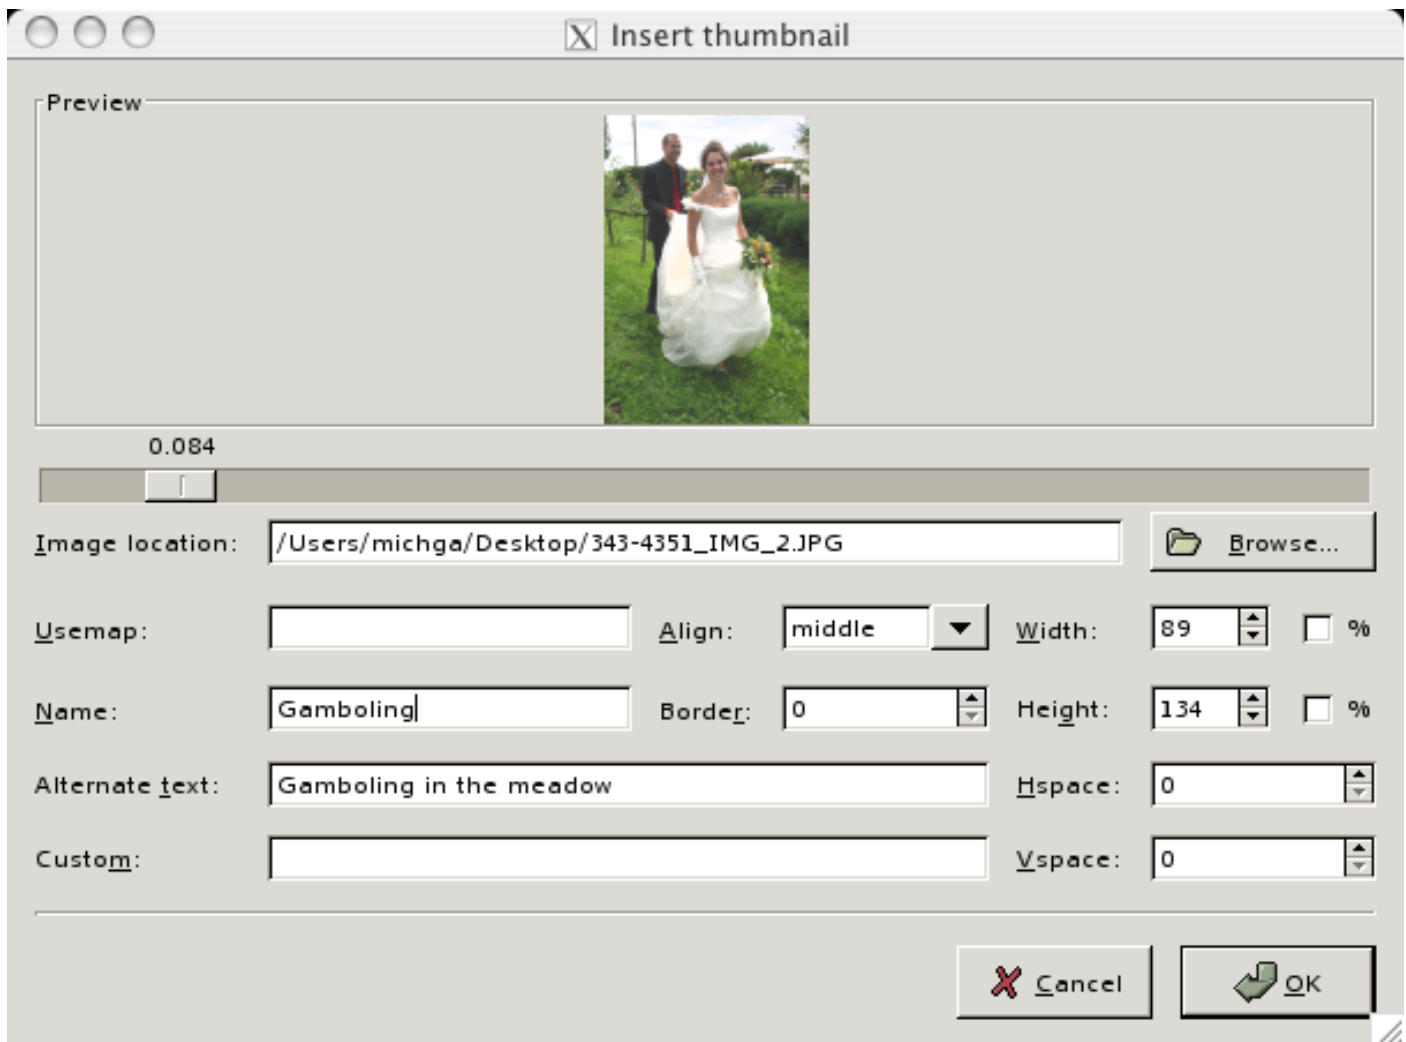 Insert thumbnail
Preview
0.084
Image location: /Users/michga/Desktop/343-4351_IMG_2.JPG Browse...
Usemap: Align: middle Width: 89 %
Name: Gamboling Border: 0 Height: 134 %
Alternate text: Gamboling in the meadow Hspace: 0
Custom: Vspace: 0
Cancel OK